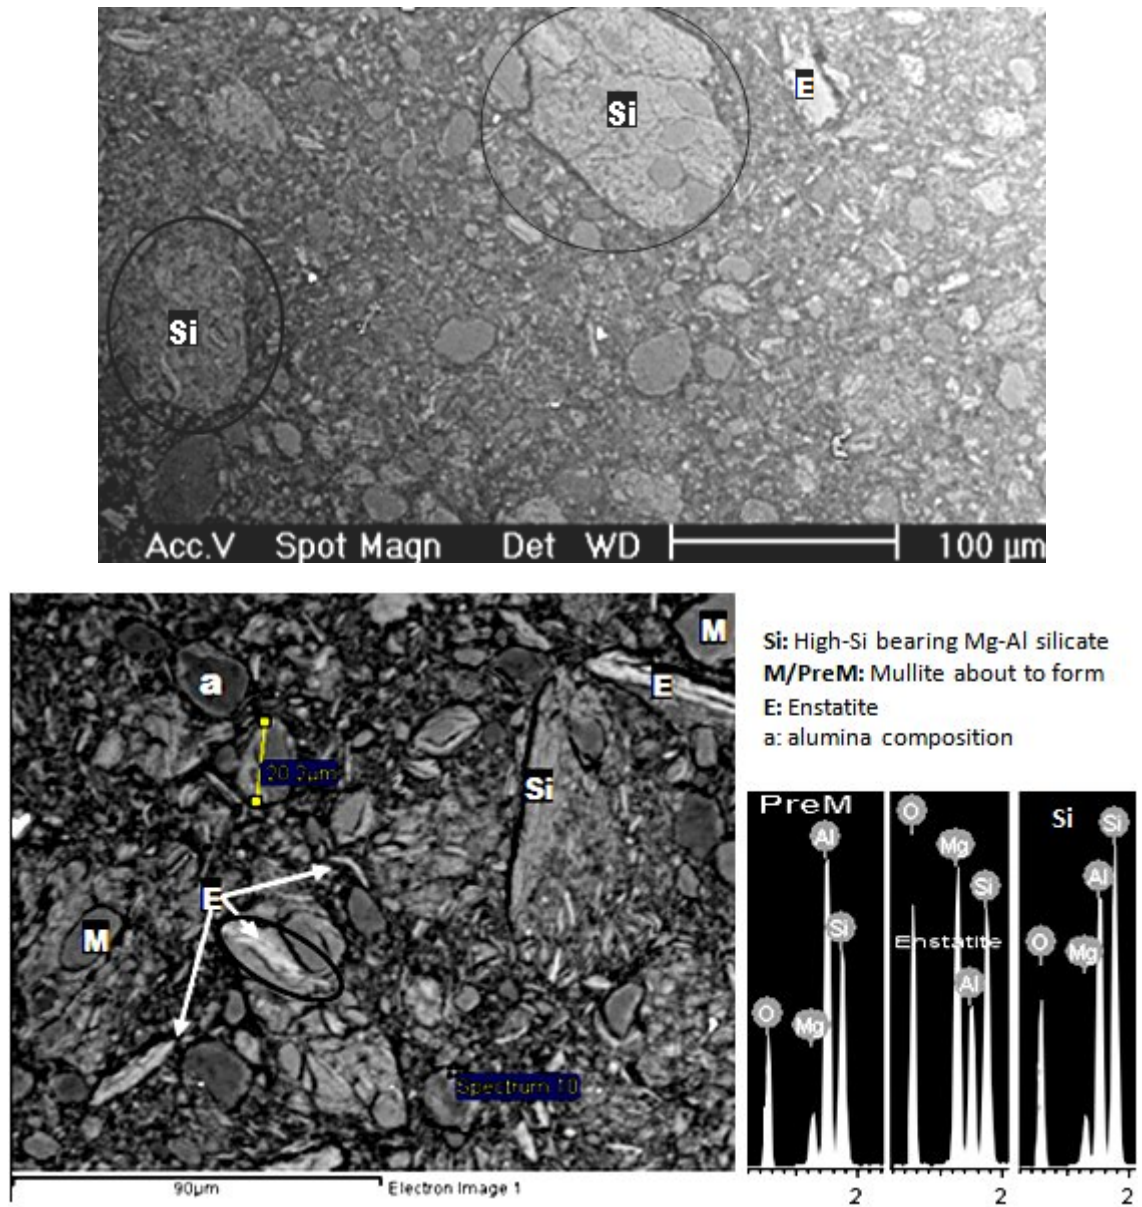 Si
E
Si
Acc.V Spot Magn Det WD 100 µm
M
a
E
20.3µm
Si
E
M
Spectrum 10
90µm Electron Image 1
Si: High-Si bearing Mg-Al silicate
M/PreM: Mullite about to form
E: Enstatite
a: alumina composition
PreM
Al
Si
O
Mg
2
O
Mg
Si
Enstatite
Al
2
Si
Si
Al
O
Mg
2